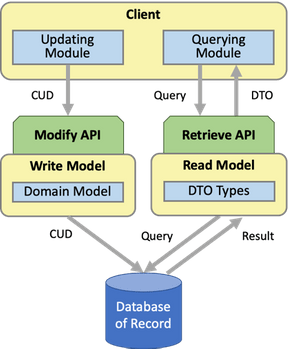 Client
Updating
Module
Querying
Module
CUD
Query
DTO
Modify API
Retrieve API
Write Model
Read Model
Domain Model
DTO Types
CUD
Query
Result
Database
of Record